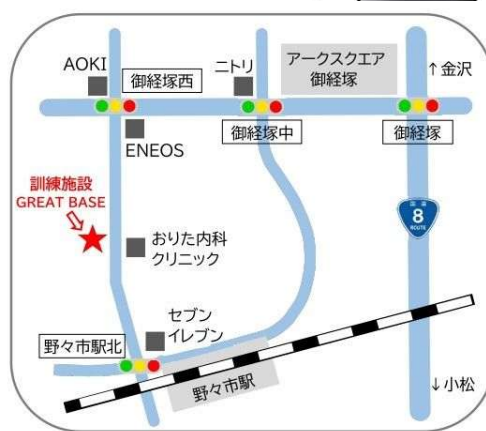 AOKI
御経塚西
ニトリ
アークスクエア
御経塚
↑金沢
ENEOS
御経塚中
御経塚
訓練施設
GREAT BASE
国道
8
ROUTE
おりた内科
クリニック
セブン
イレブン
野々市駅北
野々市駅
↓小松